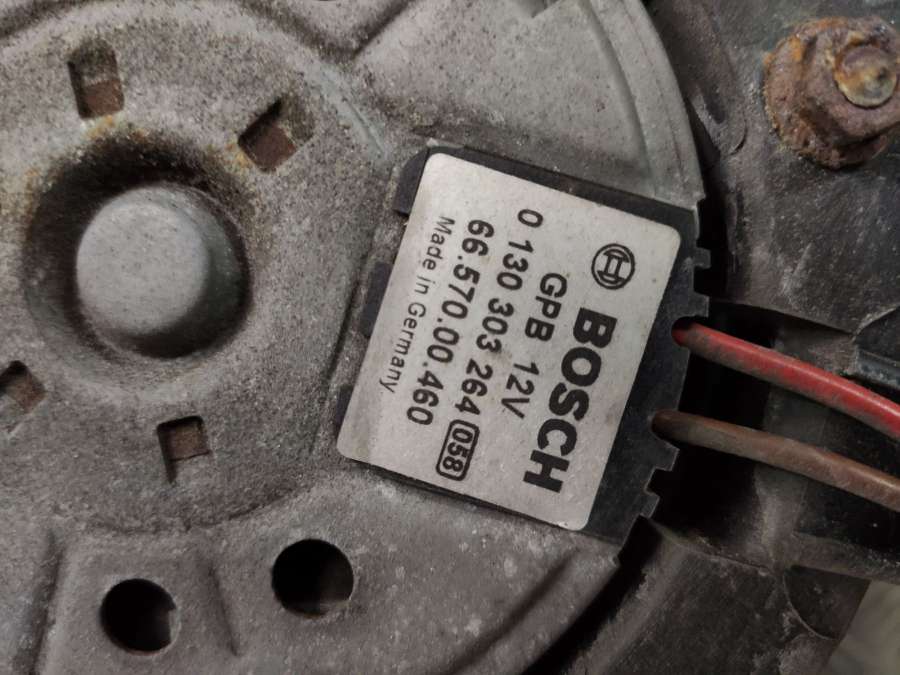 BOSCH
GPB 12V
0 130 303 264 058
66.570.00.460
Made in Germany